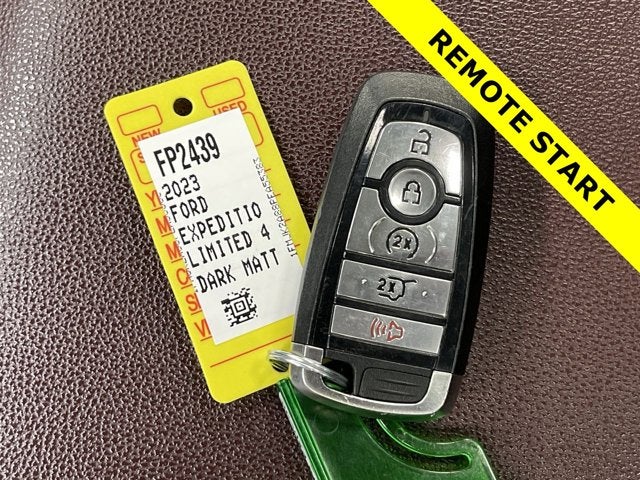 REMOTE START
NEW
USED
FP2439
2023
FORD
EXPEDITIO
LIMITED 4
DARK MATT
2x
2x